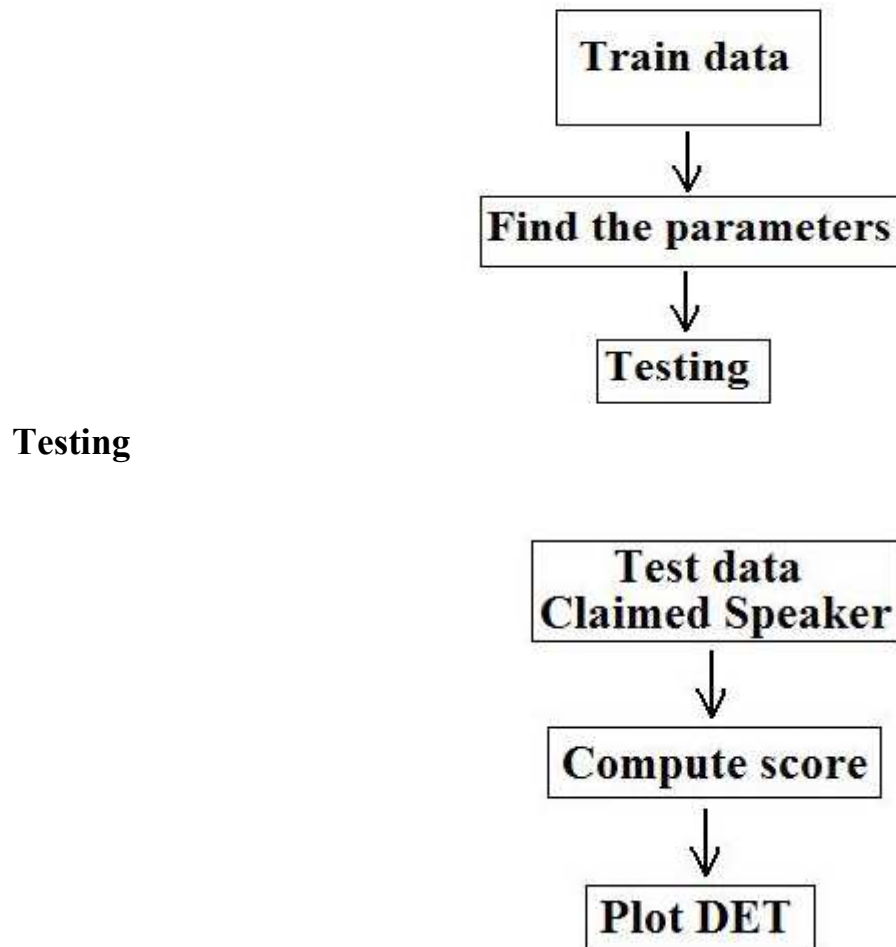 Train data
Find the parameters
Testing
Testing
Test data
Claimed Speaker
Compute score
Plot DET